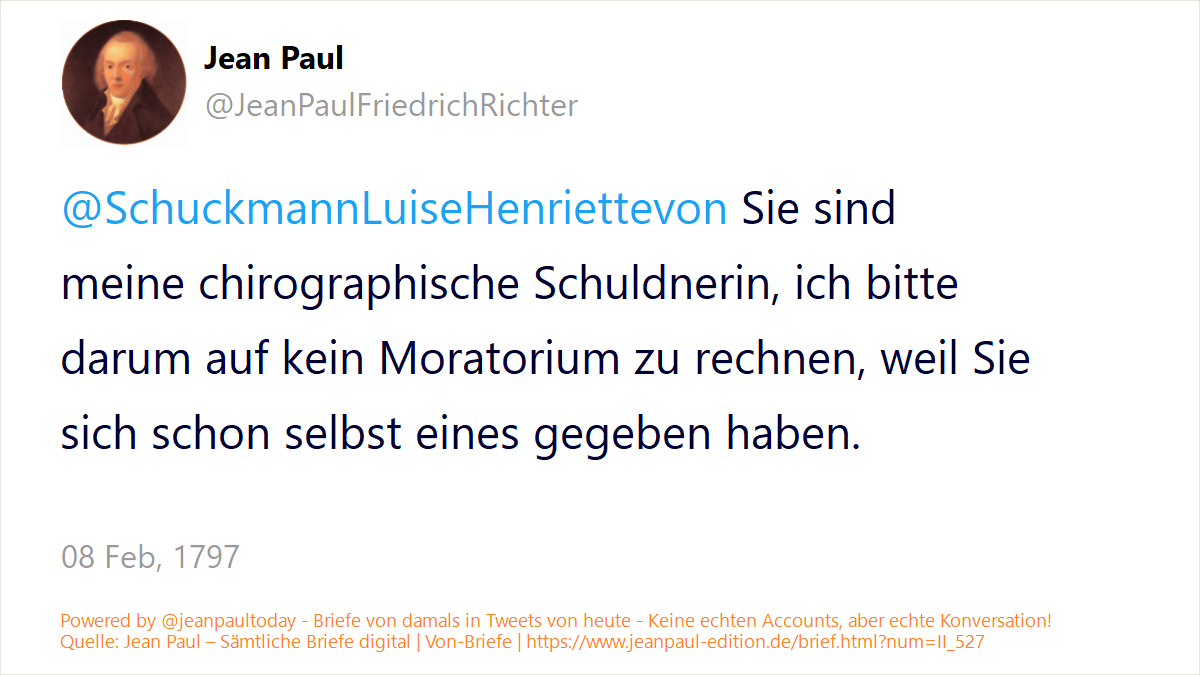 Jean Paul
@JeanPaulFriedrichRichter
@SchuckmannLuiseHenriettevon Sie sind
meine chirographische Schuldnerin, ich bitte
darum auf kein Moratorium zu rechnen, weil Sie
sich schon selbst eines gegeben haben.
08 Feb, 1797
Powered by @jeanpaultoday - Briefe von damals in Tweets von heute - Keine echten Accounts, aber echte Konversation!
Quelle: Jean Paul – Sämtliche Briefe digital | Von-Briefe | https://www.jeanpaul-edition.de/brief.html?num=II_527